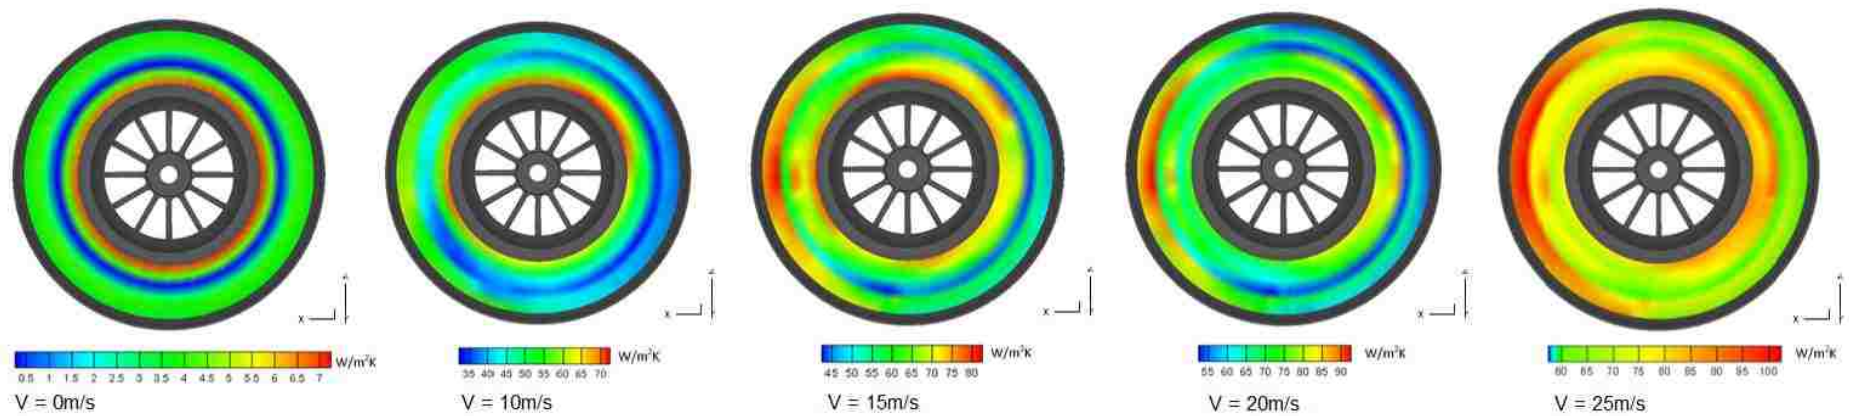 0.5 1 1.5 2 2.5 3 3.5 4 4.5 5 5.5 6 6.5 7 W/m²K
V = 0m/s
35 40 45 50 55 60 65 70 W/m²K
V = 10m/s
45 50 55 60 65 70 75 80 W/m²K
V = 15m/s
55 60 65 70 75 80 85 90 W/m²K
V = 20m/s
60 65 70 75 85 90 95 100 W/m²K
V = 25m/s
X
X
X
X
X